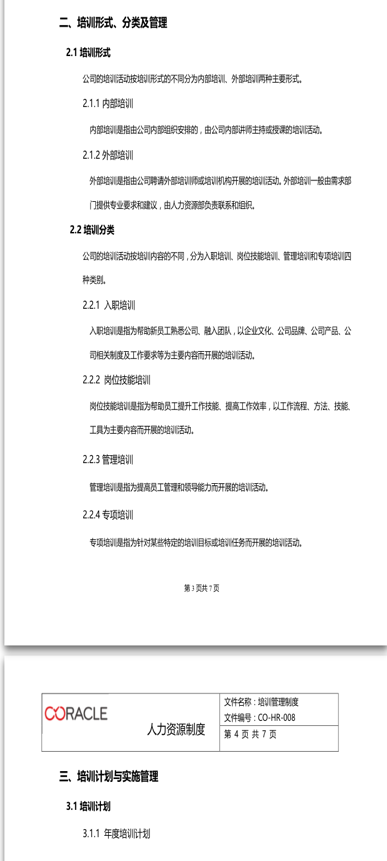 二、培训形式、分类及管理
2.1 培训形式
公司的培训活动按培训形式的不同分为内部培训、外部培训两种主要形式。
2.1.1 内部培训
内部培训是指由公司内部组织安排的，由公司内部讲师主持或授课的培训活动。
2.1.2 外部培训
外部培训是指由公司聘请外部培训师或培训机构开展的培训活动。外部培训一般由需求部
门提供专业要求和建议，由人力资源部负责联系和组织。
2.2 培训分类
公司的培训活动按培训内容的不同，分为入职培训、岗位技能培训、管理培训和专项培训四
种类别。
2.2.1 入职培训
入职培训是指为帮助新员工熟悉公司、融入团队，以企业文化、公司品牌、公司产品、公
司相关制度及工作要求等为主要内容而开展的培训活动。
2.2.2 岗位技能培训
岗位技能培训是指为帮助员工提升工作技能、提高工作效率，以工作流程、方法、技能、
工具为主要内容而开展的培训活动。
2.2.3 管理培训
管理培训是指为提高员工管理和领导能力而开展的培训活动。
2.2.4 专项培训
专项培训是指为针对某些特定的培训目标或培训任务而开展的培训活动。
第 3 页共 7 页
CORACLE
人力资源制度
文件名称：培训管理制度
文件编号：CO-HR-008
第 4 页 共 7 页
三、培训计划与实施管理
3.1 培训计划
3.1.1 年度培训计划